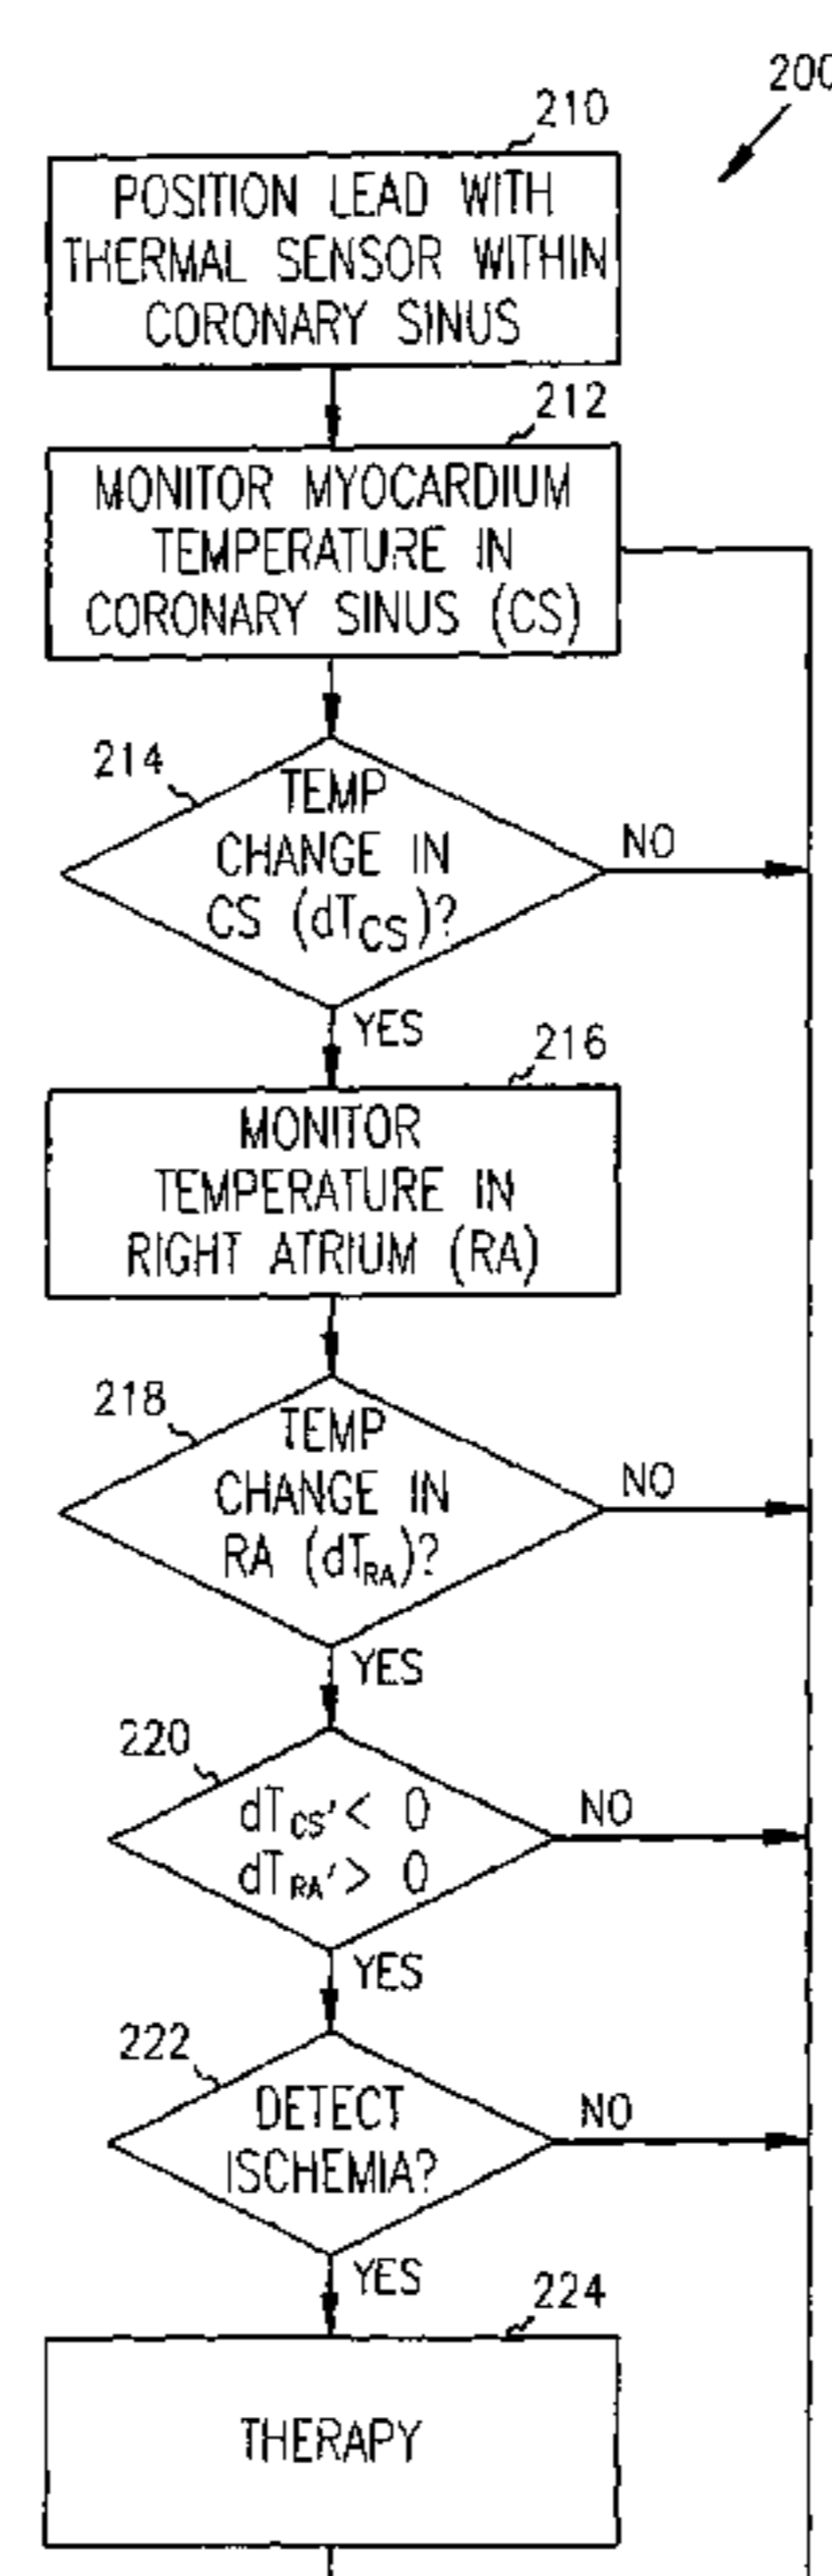 200
210
POSITION LEAD WITH
THERMAL SENSOR WITHIN
CORONARY SINUS
212
MONITOR MYOCARDIUM
TEMPERATURE IN
CORONARY SINUS (CS)
214
TEMP
CHANGE IN
CS (dTCS)?
NO
YES
216
MONITOR
TEMPERATURE IN
RIGHT ATRIUM (RA)
218
TEMP
CHANGE IN
RA (dTRA)?
NO
YES
220
dTCS'< 0
dTRA'> 0
NO
YES
222
DETECT
ISCHEMIA?
NO
YES
224
THERAPY